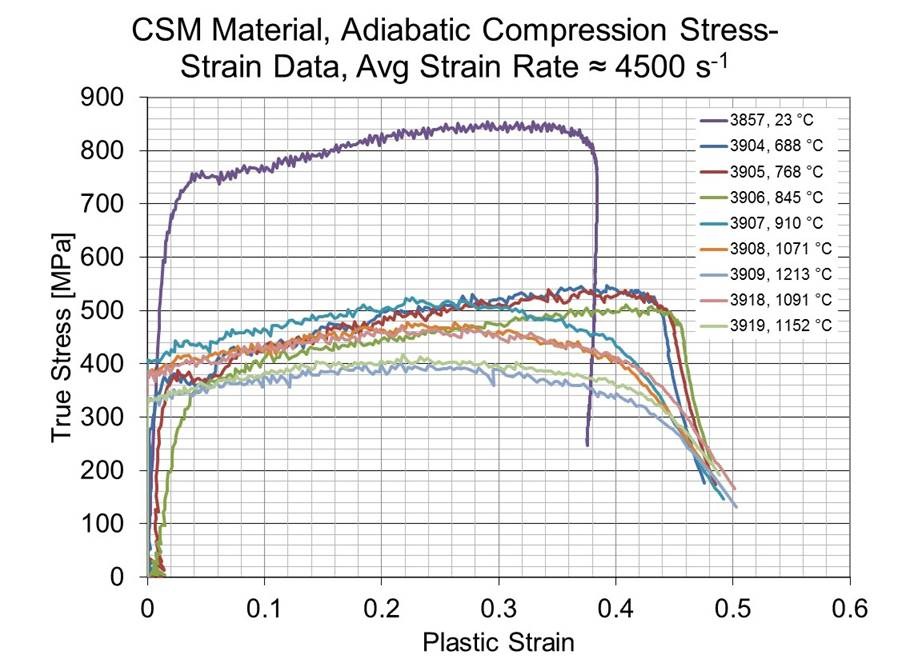 CSM Material, Adiabatic Compression Stress-
Strain Data, Avg Strain Rate ≈ 4500 s⁻¹
900
800
700
600
500
400
300
200
100
0
True Stress [MPa]
3857, 23 °C
3904, 688 °C
3905, 768 °C
3906, 845 °C
3907, 910 °C
3908, 1071 °C
3909, 1213 °C
3918, 1091 °C
3919, 1152 °C
0 0.1 0.2 0.3 0.4 0.5 0.6
Plastic Strain